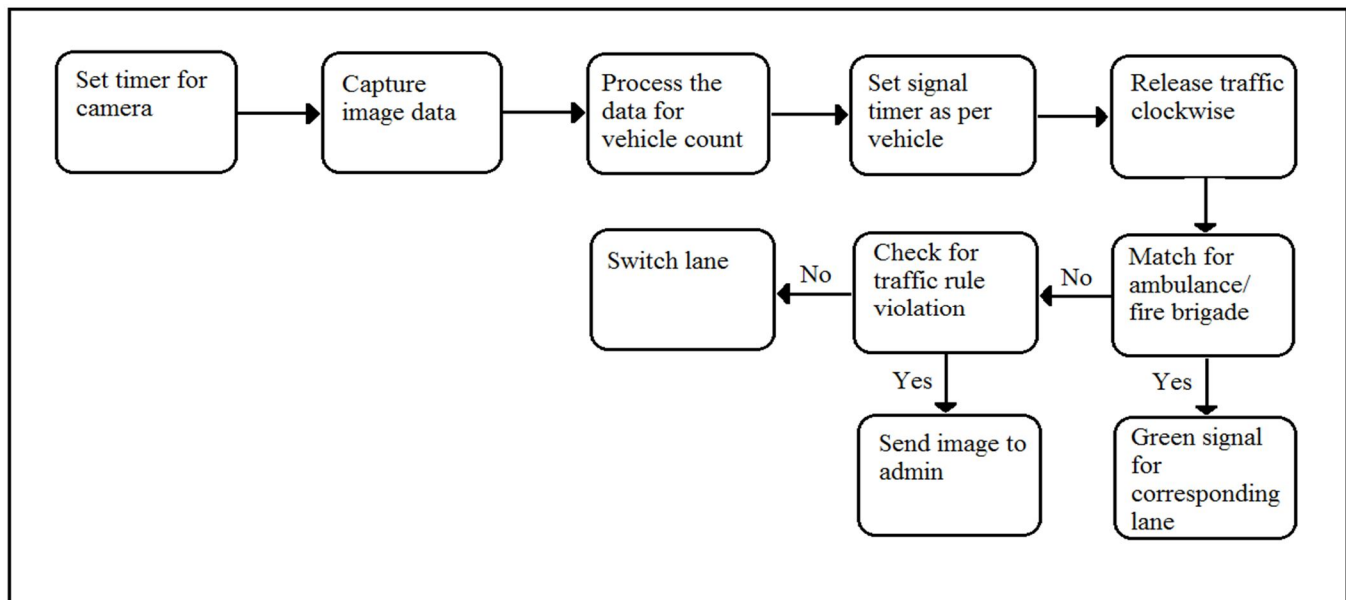 Set timer for
camera
Capture
image data
Process the
data for
vehicle count
Set signal
timer as per
vehicle
Release traffic
clockwise
Switch lane
No
Check for
traffic rule
violation
No
Match for
ambulance/
fire brigade
Yes
Yes
Send image to
admin
Green signal
for
corresponding
lane